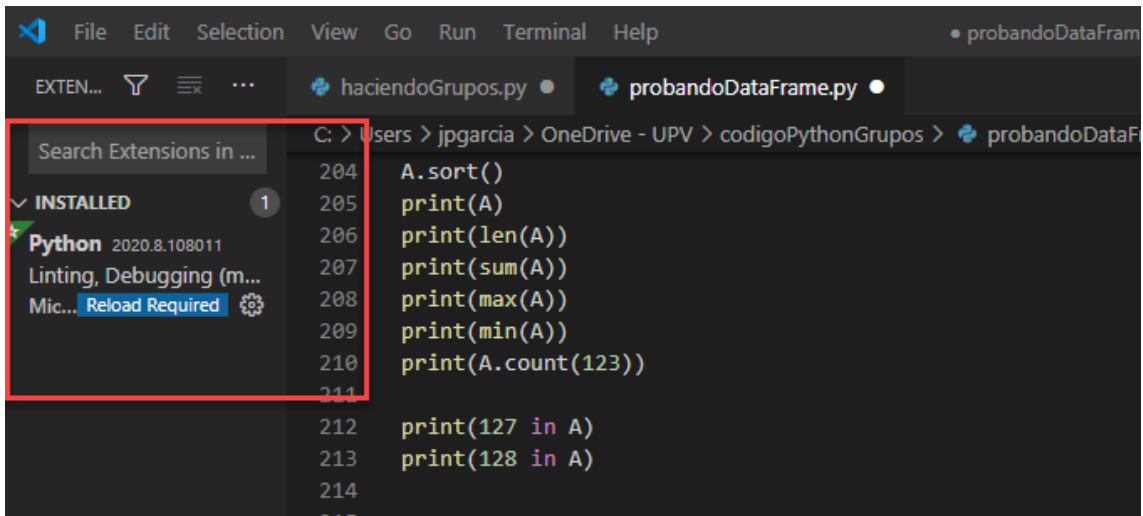 File Edit Selection View Go Run Terminal Help ● probandoDataFram
EXTEN... ··· haciendoGrupos.py ● probandoDataFrame.py ●
C: > Users > jpgarcia > OneDrive - UPV > codigoPythonGrupos > probandoDataF
Search Extensions in ...
INSTALLED 1
Python 2020.8.108011
Linting, Debugging (m...
Mic... Reload Required
204 A.sort()
205 print(A)
206 print(len(A))
207 print(sum(A))
208 print(max(A))
209 print(min(A))
210 print(A.count(123))
211
212 print(127 in A)
213 print(128 in A)
214